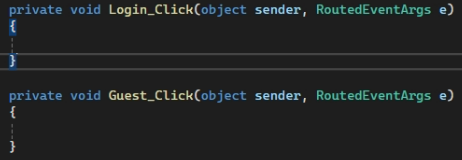 private void Login_Click(object sender, RoutedEventArgs e)
{
}
private void Guest_Click(object sender, RoutedEventArgs e)
{
}